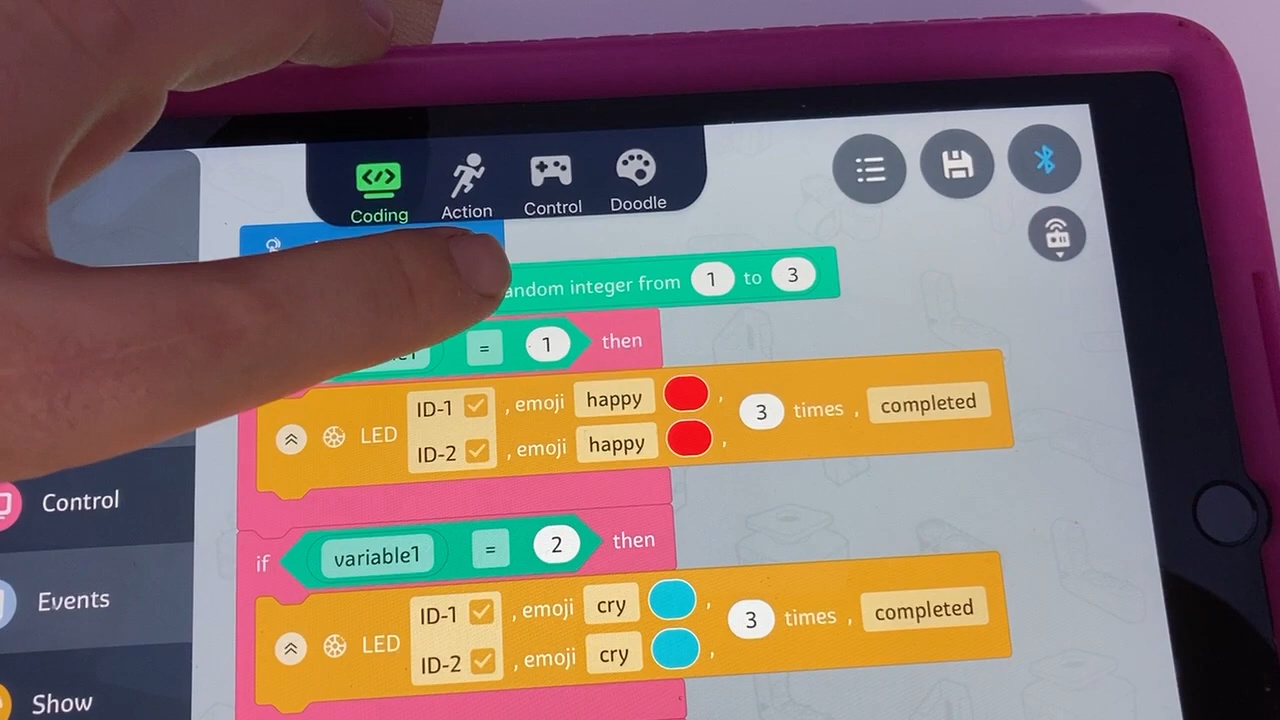 Coding Action Control Doodle
random integer from 1 to 3
= 1 then
LED ID-1 , emoji happy , 3 times , completed
ID-2 , emoji happy ,
Control
if variable1 = 2 then
Events
LED ID-1 , emoji cry , 3 times , completed
ID-2 , emoji cry ,
Show